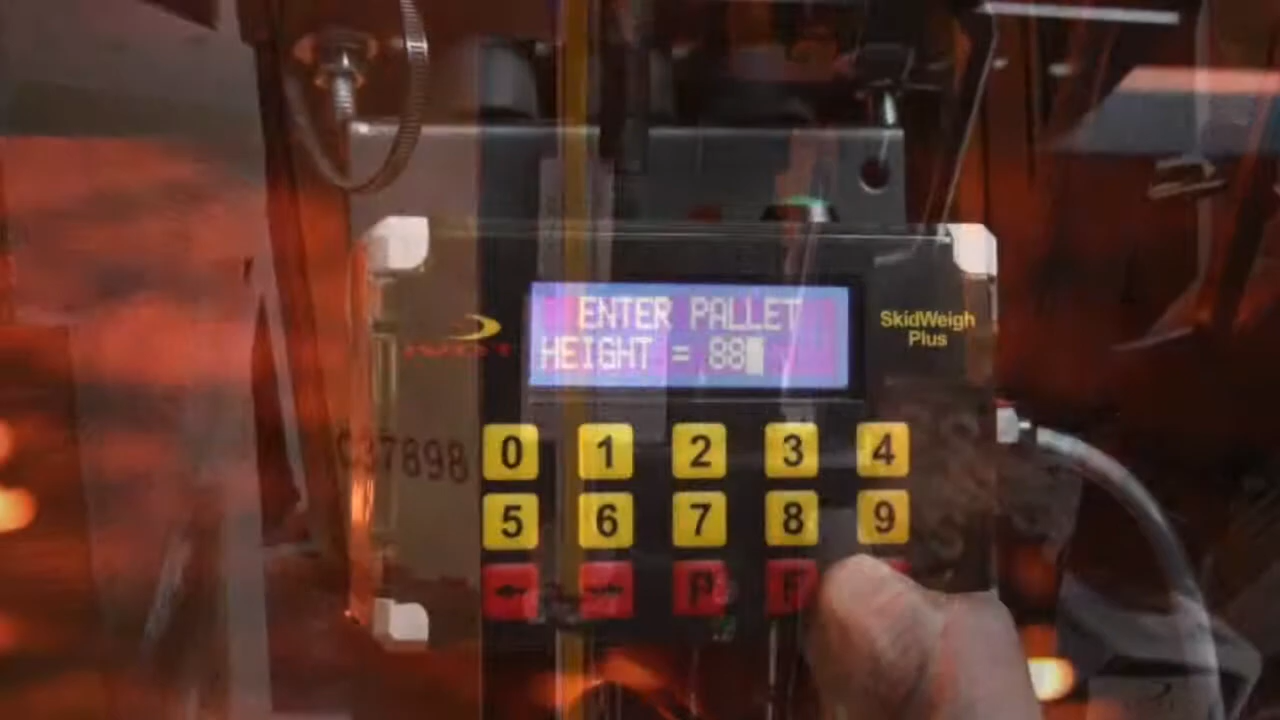 ENTER PALLET
HEIGHT = 88
SkidWeigh
Plus
37898
0 1 2 3 4
5 6 7 8 9
P F